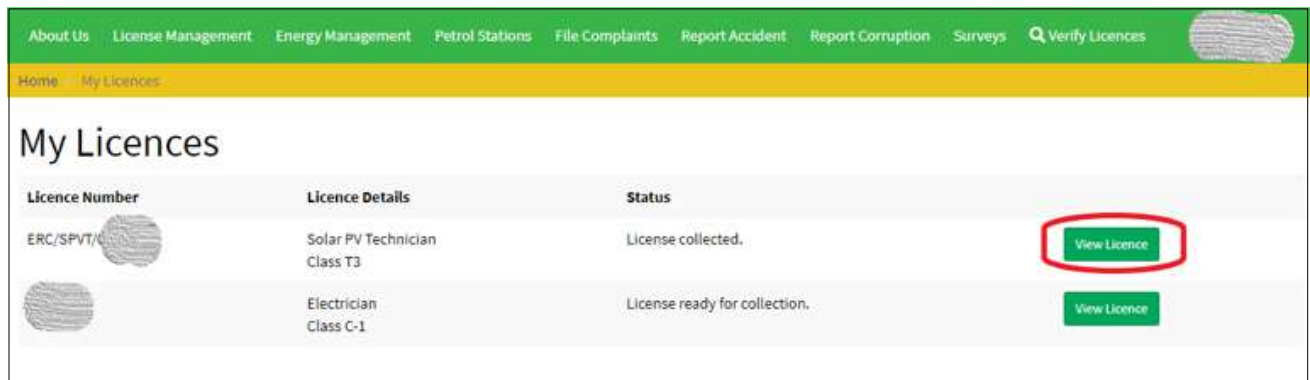 About Us License Management Energy Management Petrol Stations File Complaints Report Accident Report Corruption Surveys Verify Licences
Home My Licences
My Licences
Licence Number Licence Details Status
ERC/SPVT/ Solar PV Technician License collected. View Licence
Class T3
Electrician License ready for collection. View Licence
Class C-1